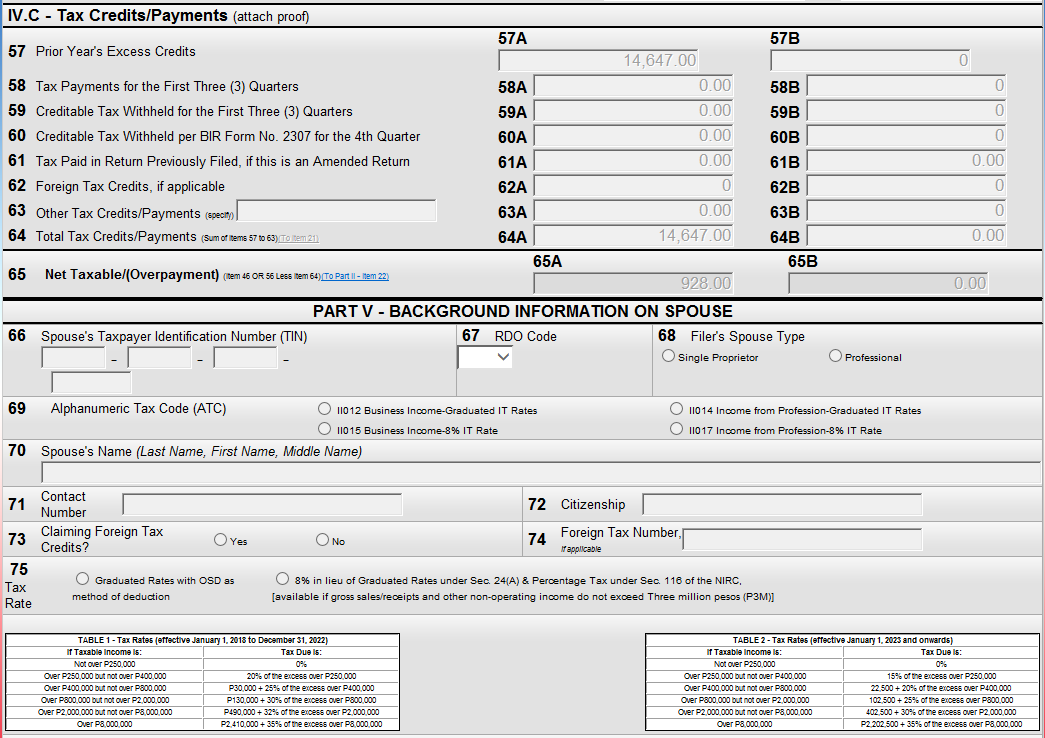 IV.C - Tax Credits/Payments (attach proof)
57 Prior Year's Excess Credits 57A 14,647.00 57B 0
58 Tax Payments for the First Three (3) Quarters 58A 0.00 58B 0
59 Creditable Tax Withheld for the First Three (3) Quarters 59A 0.00 59B 0
60 Creditable Tax Withheld per BIR Form No. 2307 for the 4th Quarter 60A 0.00 60B 0
61 Tax Paid in Return Previously Filed, if this is an Amended Return 61A 0.00 61B 0.00
62 Foreign Tax Credits, if applicable 62A 0 62B 0
63 Other Tax Credits/Payments (specify) 63A 0.00 63B 0
64 Total Tax Credits/Payments (Sum of Items 57 to 63)(To Item 21) 64A 14,647.00 64B 0.00
65 Net Taxable/(Overpayment) (Item 46 OR 56 Less Item 64)(To Part II - Item 22) 65A 928.00 65B 0.00
PART V - BACKGROUND INFORMATION ON SPOUSE
66 Spouse's Taxpayer Identification Number (TIN) 67 RDO Code 68 Filer's Spouse Type
– – – Single Proprietor Professional
69 Alphanumeric Tax Code (ATC) II012 Business Income-Graduated IT Rates II014 Income from Profession-Graduated IT Rates
II015 Business Income-8% IT Rate II017 Income from Profession-8% IT Rate
70 Spouse's Name (Last Name, First Name, Middle Name)
71 Contact Number 72 Citizenship
73 Claiming Foreign Tax Credits? Yes No 74 Foreign Tax Number, if applicable
75 Tax Rate
Graduated Rates with OSD as method of deduction
8% in lieu of Graduated Rates under Sec. 24(A) & Percentage Tax under Sec. 116 of the NIRC,
[available if gross sales/receipts and other non-operating income do not exceed Three million pesos (P3M)]
TABLE 1 - Tax Rates (effective January 1, 2018 to December 31, 2022)
If Taxable Income is: Tax Due is:
Not over P250,000 0%
Over P250,000 but not over P400,000 20% of the excess over P250,000
Over P400,000 but not over P800,000 P30,000 + 25% of the excess over P400,000
Over P800,000 but not over P2,000,000 P130,000 + 30% of the excess over P800,000
Over P2,000,000 but not over P8,000,000 P490,000 + 32% of the excess over P2,000,000
Over P8,000,000 P2,410,000 + 35% of the excess over P8,000,000
TABLE 2 - Tax Rates (effective January 1, 2023 and onwards)
If Taxable Income is: Tax Due is:
Not over P250,000 0%
Over P250,000 but not over P400,000 15% of the excess over P250,000
Over P400,000 but not over P800,000 22,500 + 20% of the excess over P400,000
Over P800,000 but not over P2,000,000 102,500 + 25% of the excess over P800,000
Over P2,000,000 but not over P8,000,000 402,500 + 30% of the excess over P2,000,000
Over P8,000,000 P2,202,500 + 35% of the excess over P8,000,000